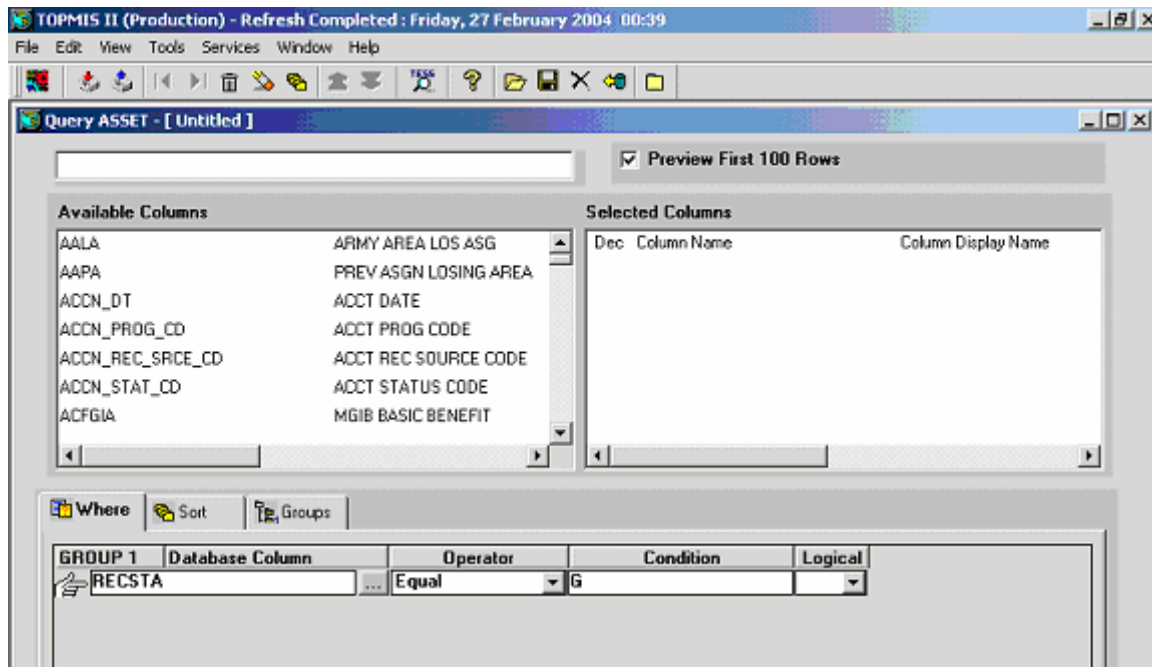 TOPMIS II (Production) - Refresh Completed : Friday, 27 February 2004 00:39
File Edit View Tools Services Window Help
Query ASSET - [ Untitled ]
Preview First 100 Rows
Available Columns
Selected Columns
AALA ARMY AREA LOS ASG
AAPA PREV ASGN LOSING AREA
ACCN_DT ACCT DATE
ACCN_PROG_CD ACCT PROG CODE
ACCN_REC_SRCE_CD ACCT REC SOURCE CODE
ACCN_STAT_CD ACCT STATUS CODE
ACFGIA MGIB BASIC BENEFIT
Dec Column Name Column Display Name
Where Sort Groups
GROUP 1 Database Column Operator Condition Logical
RECSTA ... Equal G